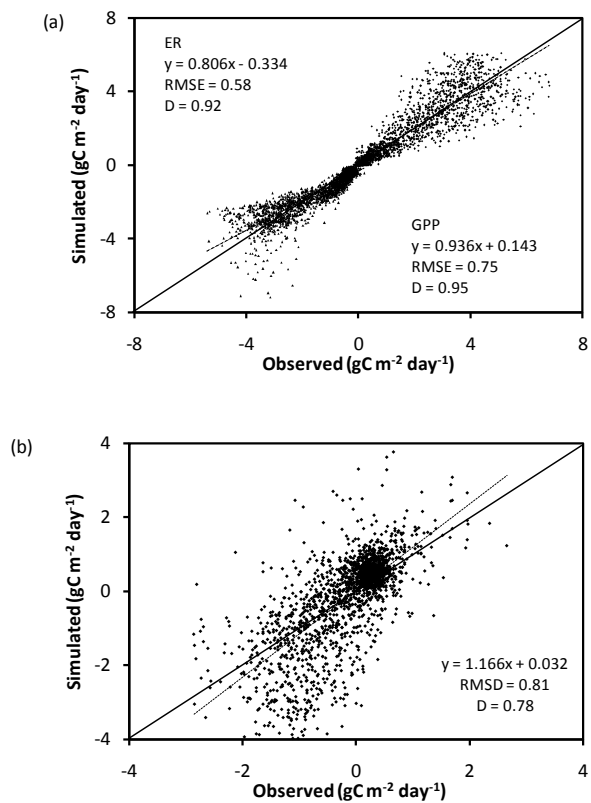 (a)
ER
y = 0.806x - 0.334
RMSE = 0.58
D = 0.92
GPP
y = 0.936x + 0.143
RMSE = 0.75
D = 0.95
8
4
0
-4
-8
Simulated (gC m⁻² day⁻¹)
-8 -4 0 4 8
Observed (gC m⁻² day⁻¹)
(b)
4
2
0
-2
-4
Simulated (gC m⁻² day⁻¹)
y = 1.166x + 0.032
RMSD = 0.81
D = 0.78
-4 -2 0 2 4
Observed (gC m⁻² day⁻¹)